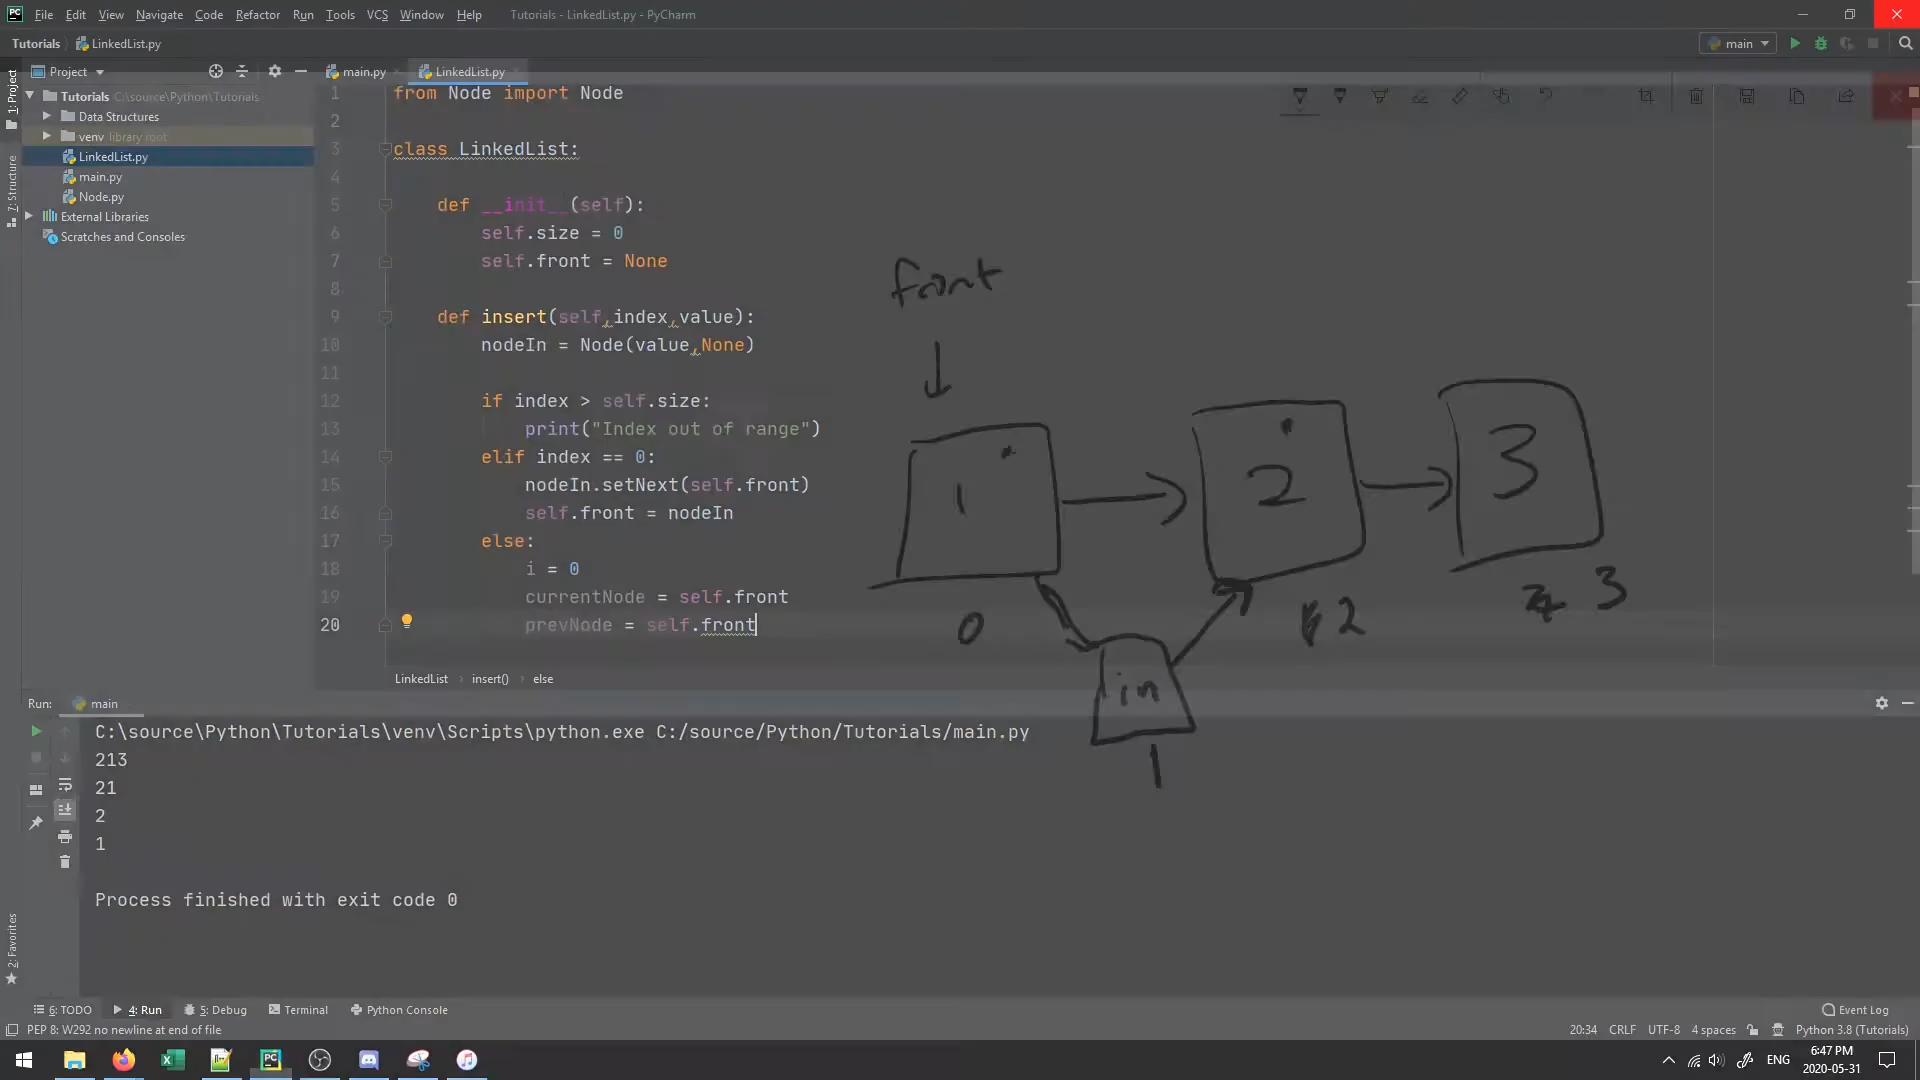 File Edit View Navigate Code Refactor Run Tools VCS Window Help Tutorials - LinkedList.py - PyCharm
Tutorials LinkedList.py main
Project main.py LinkedList.py
1: Project
Tutorials C:\source\Python\Tutorials
Data Structures
venv library root
LinkedList.py
main.py
Node.py
External Libraries
Scratches and Consoles
7: Structure
1 from Node import Node
2
3 class LinkedList:
4
5 def __init__(self):
6 self.size = 0
7 self.front = None
8
9 def insert(self,index,value):
10 nodeIn = Node(value,None)
11
12 if index > self.size:
13 print("Index out of range")
14 elif index == 0:
15 nodeIn.setNext(self.front)
16 self.front = nodeIn
17 else:
18 i = 0
19 currentNode = self.front
20 prevNode = self.front
front
1 2 3
0 2 3
in
1
LinkedList insert() else
Run: main
C:\source\Python\Tutorials\venv\Scripts\python.exe C:/source/Python/Tutorials/main.py
213
21
2
1
Process finished with exit code 0
2: Favorites
6: TODO 4: Run 5: Debug Terminal Python Console Event Log
PEP 8: W292 no newline at end of file 20:34 CRLF UTF-8 4 spaces Python 3.8 (Tutorials)
ENG 6:47 PM
2020-05-31